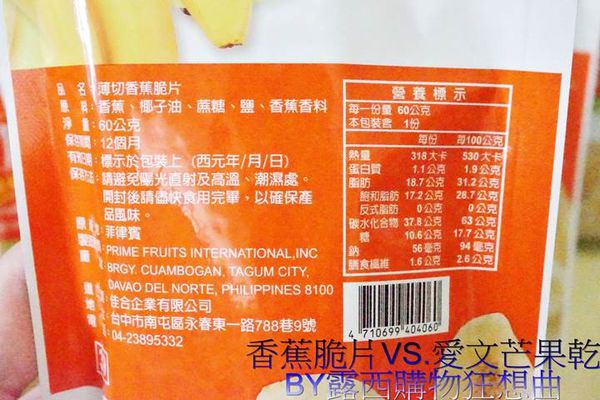 品 名：薄切香蕉脆片
原 料：香蕉、椰子油、蔗糖、鹽、香蕉香料
淨 重：60公克
保存期限：12個月
有效日期：標示於包裝上（西元年/月/日）
保存方法：請避免陽光直射及高溫、潮濕處。
開封後請儘快食用完畢，以確保產
品風味。
菲律賓
PRIME FRUITS INTERNATIONAL,INC
BRGY. CUAMBOGAN, TAGUM CITY,
DAVAO DEL NORTE, PHILIPPINES 8100
佳合企業有限公司
台中市南屯區永春東一路788巷9號
04-23895332
營養標示
每一份量 60公克
本包裝含 1份
每份 每100公克
熱量 318大卡 530大卡
蛋白質 1.1公克 1.9公克
脂肪 18.7公克 31.2公克
飽和脂肪 17.2公克 28.7公克
反式脂肪 0公克 0公克
碳水化合物 37.8公克 63公克
糖 10.6公克 17.7公克
鈉 56毫克 94毫克
膳食纖維 1.6公克 2.6公克
4 710699 404060
香蕉脆片VS.愛文芒果乾
BY露西購物狂想曲